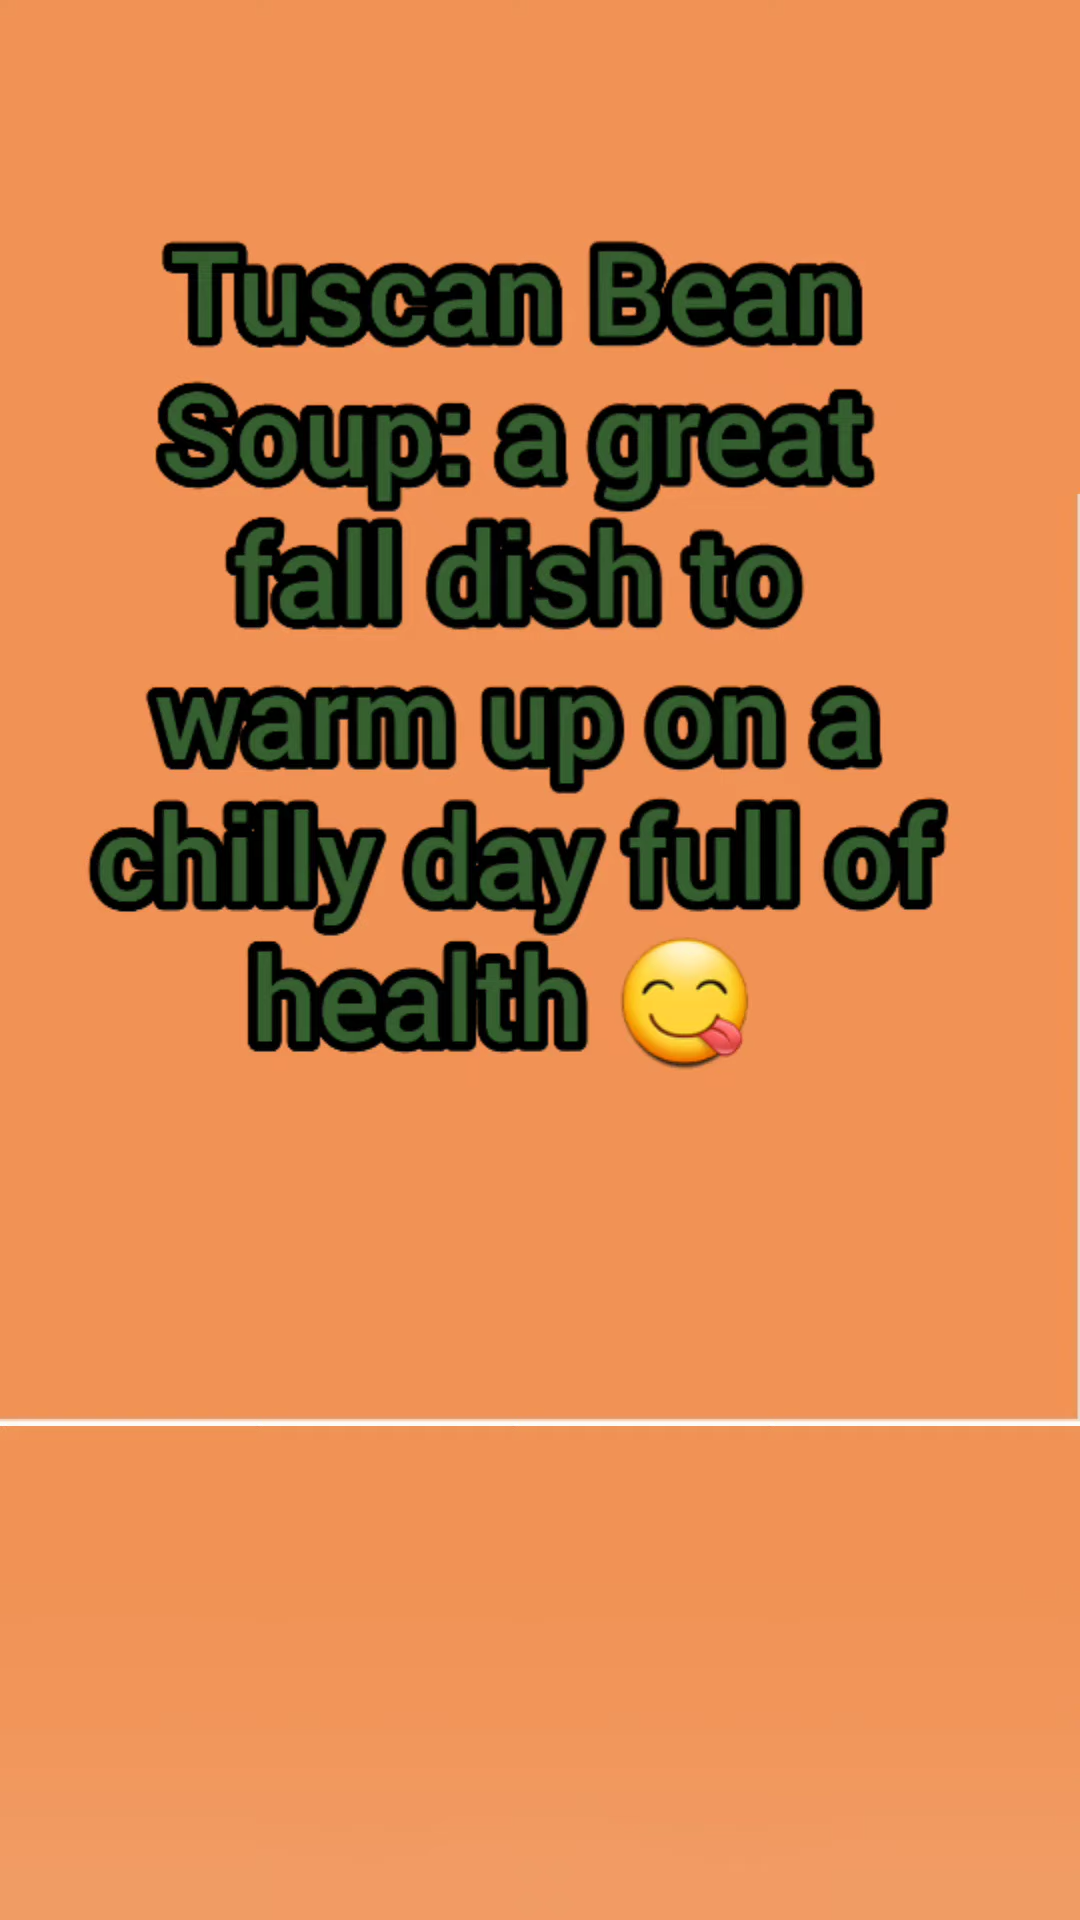 Tuscan Bean
Soup: a great
fall dish to
warm up on a
chilly day full of
health 😋